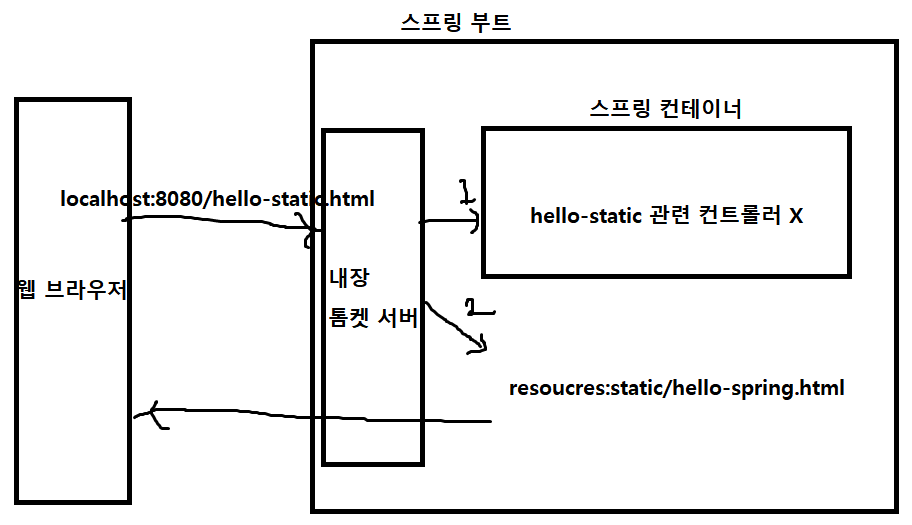 스프링 부트
스프링 컨테이너
localhost:8080/hello-static.html
1
hello-static 관련 컨트롤러 X
웹 브라우저
내장
톰켓 서버
2
resoucres:static/hello-spring.html